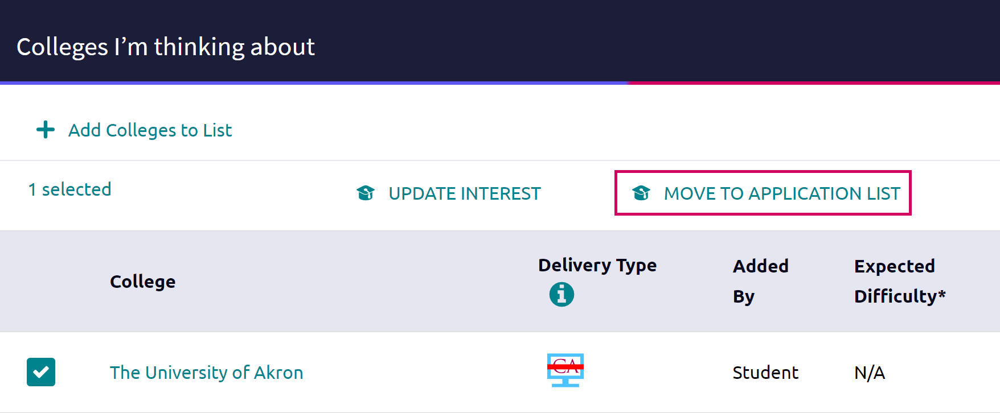 Colleges I’m thinking about
Add Colleges to List
1 selected
UPDATE INTEREST
MOVE TO APPLICATION LIST
College
Delivery Type
Added
By
Expected
Difficulty*
The University of Akron
CA
Student
N/A